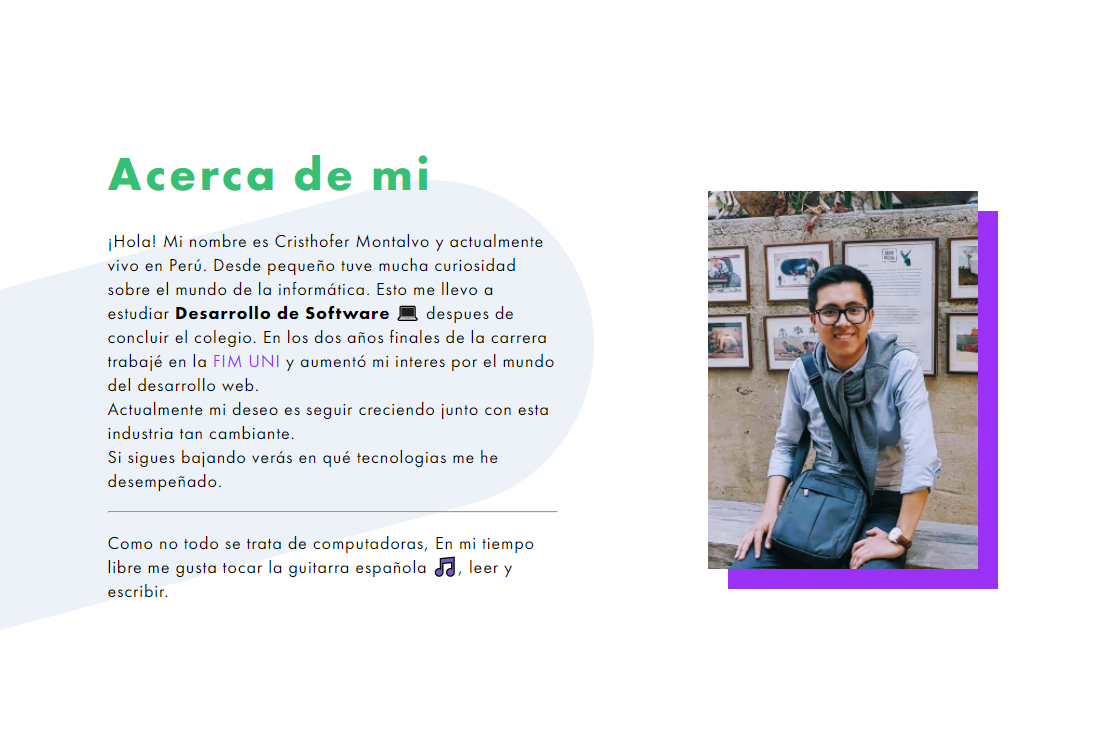 Acerca de mi
¡Hola! Mi nombre es Cristhofer Montalvo y actualmente
vivo en Perú. Desde pequeño tuve mucha curiosidad
sobre el mundo de la informática. Esto me llevo a
estudiar Desarrollo de Software 💻 despues de
concluir el colegio. En los dos años finales de la carrera
trabajé en la FIM UNI y aumentó mi interes por el mundo
del desarrollo web.
Actualmente mi deseo es seguir creciendo junto con esta
industria tan cambiante.
Si sigues bajando verás en qué tecnologias me he
desempeñado.
Como no todo se trata de computadoras, En mi tiempo
libre me gusta tocar la guitarra española 🎵, leer y
escribir.